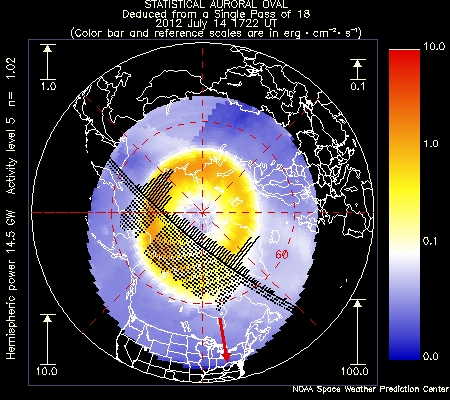 STATISTICAL AURORAL OVAL
Deduced from a Single Pass of 18
2012 July 14 1722 UT
(Color bar and reference scales are in erg·cm⁻²·s⁻¹)
1.0
0.1
10.0
1.0
0.1
0.0
60
10.0
100.0
Hemispheric power 14.5 GW Activity level 5 n= 1.02
NOAA Space Weather Prediction Center